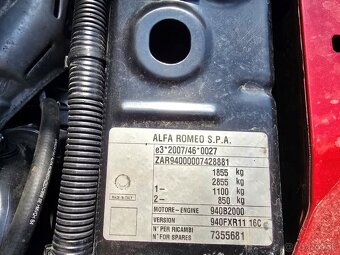 ALFA ROMEO S.P.A.
e3*2007/46*0027
ZAR94000007428881
1855 kg
2855 kg
1— 1100 kg
2— 850 kg
MOTORE-ENGINE 940B2000
VERSION 940FXR11 16C
N° PER RICAMBI
N° FOR SPARES 7355681
MADE IN ITALY